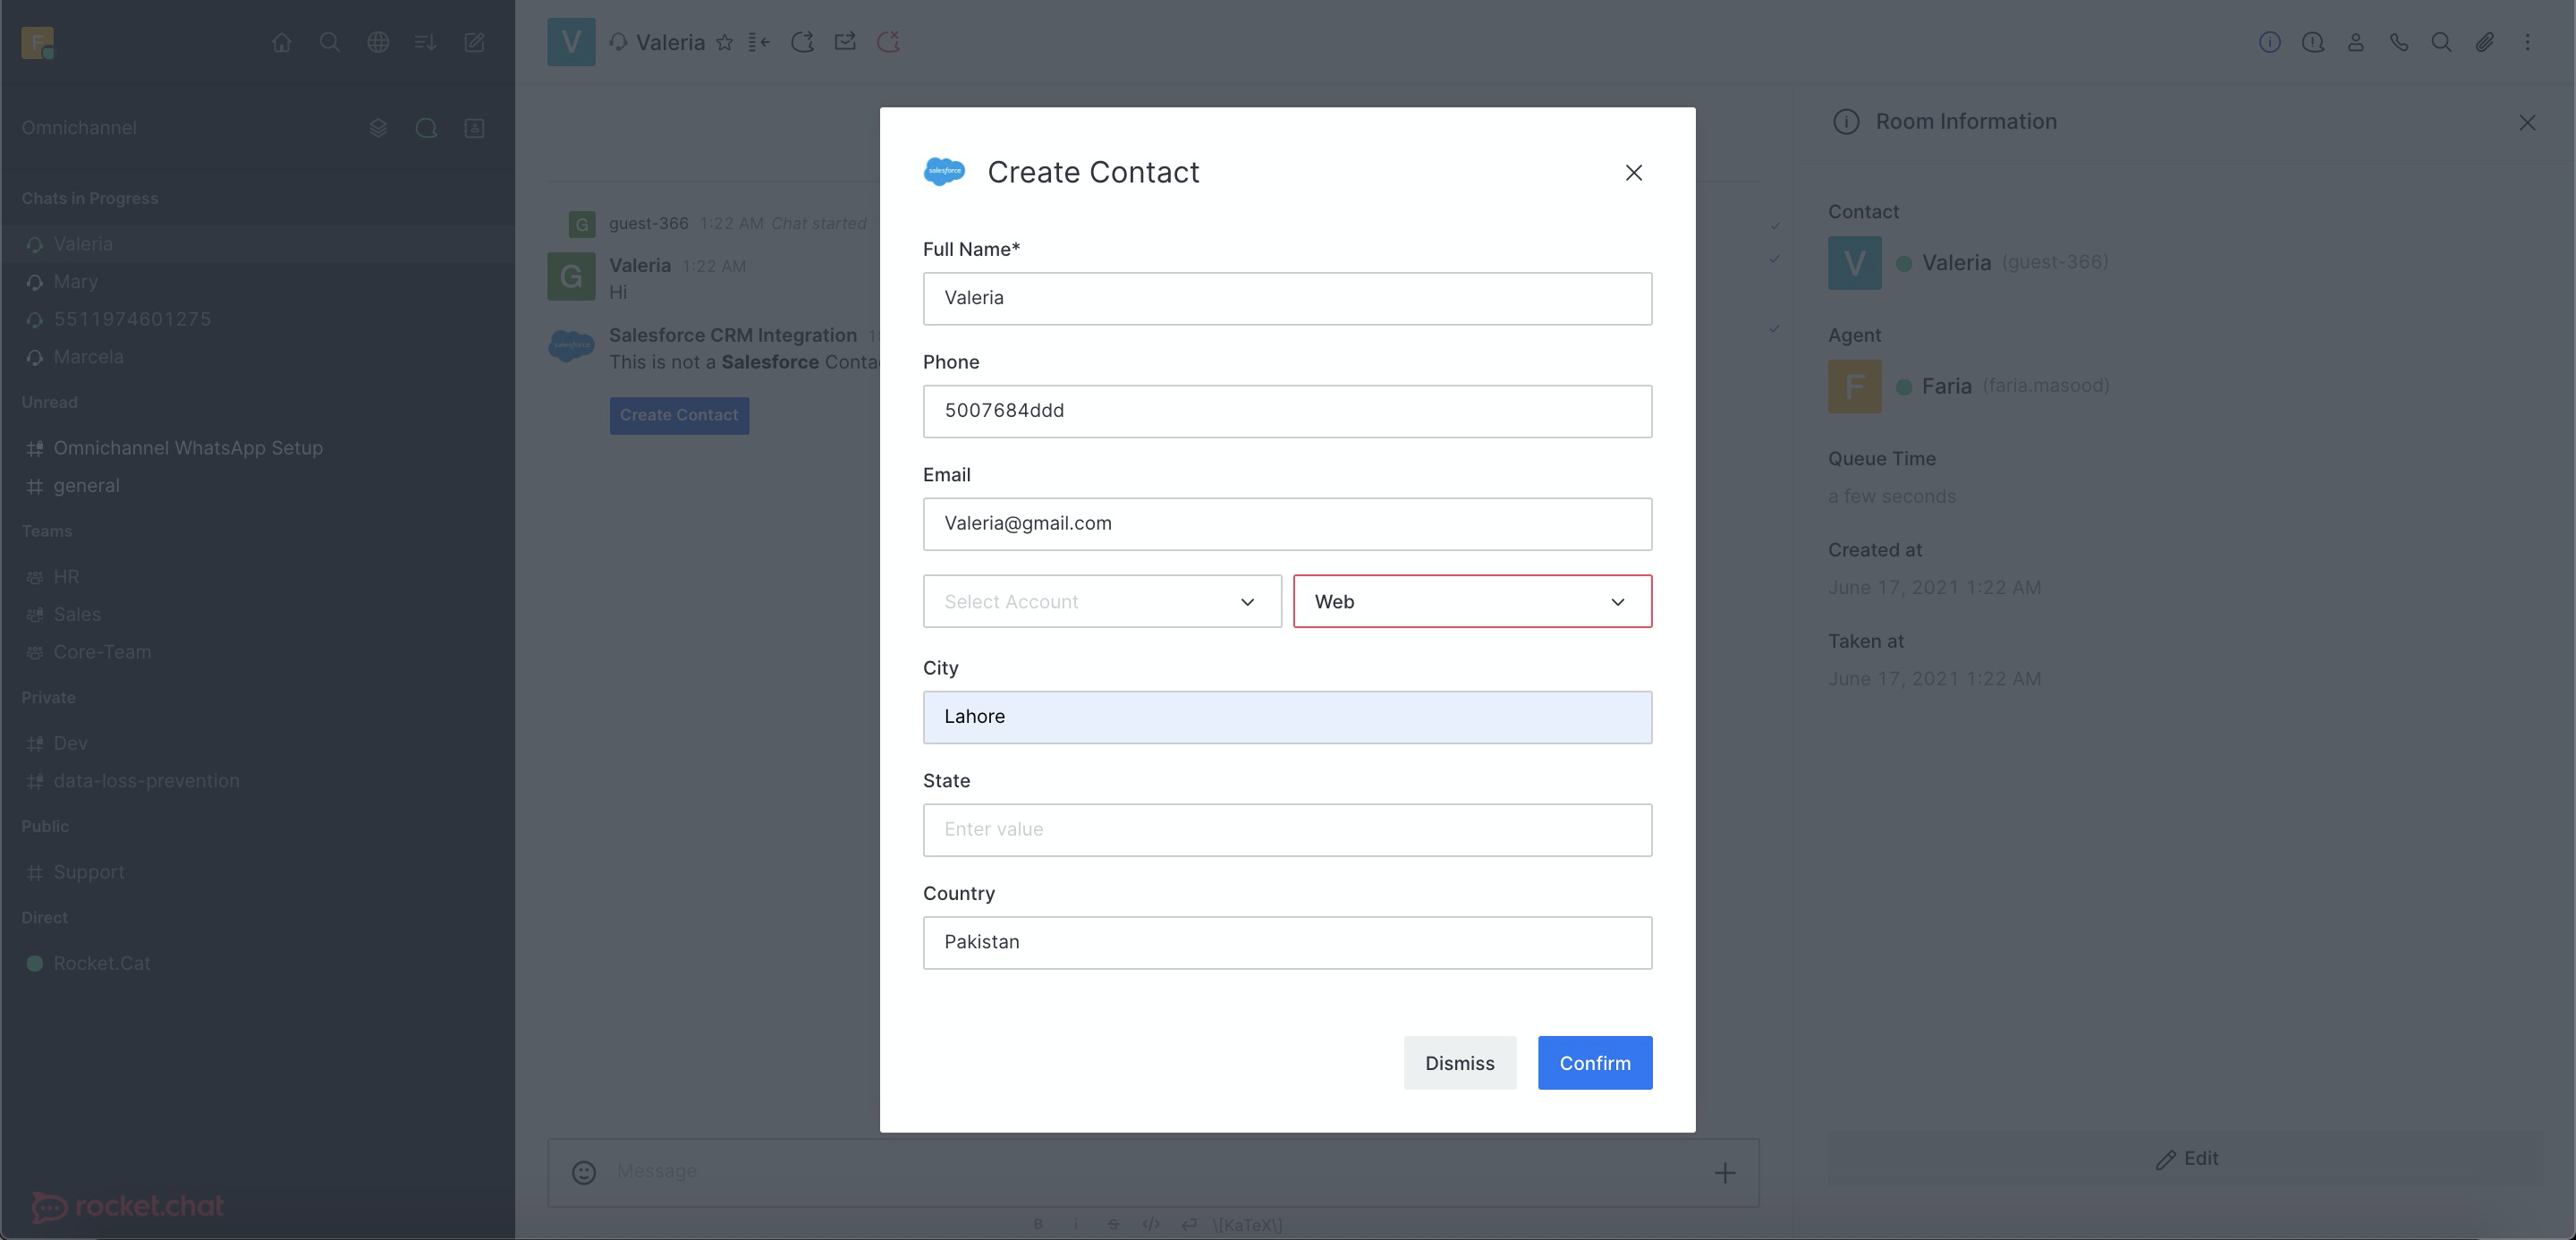 F
Omnichannel
Chats in Progress
Valeria
Mary
5511974601275
Marcela
Unread
Omnichannel WhatsApp Setup
general
Teams
HR
Sales
Core-Team
Private
Dev
data-loss-prevention
Public
Support
Direct
Rocket.Cat
rocket.chat
V Valeria
G guest-366 1:22 AM Chat started
G Valeria 1:22 AM
Hi
salesforce Salesforce CRM Integration
This is not a Salesforce
Create Contact
Message
B i S </> \[KaTeX\]
salesforce Create Contact
Full Name*
Valeria
Phone
5007684ddd
Email
Valeria@gmail.com
Select Account
Web
City
Lahore
State
Enter value
Country
Pakistan
Dismiss Confirm
Room Information
Contact
V Valeria (guest-366)
Agent
F Faria (faria.masood)
Queue Time
a few seconds
Created at
June 17, 2021 1:22 AM
Taken at
June 17, 2021 1:22 AM
Edit